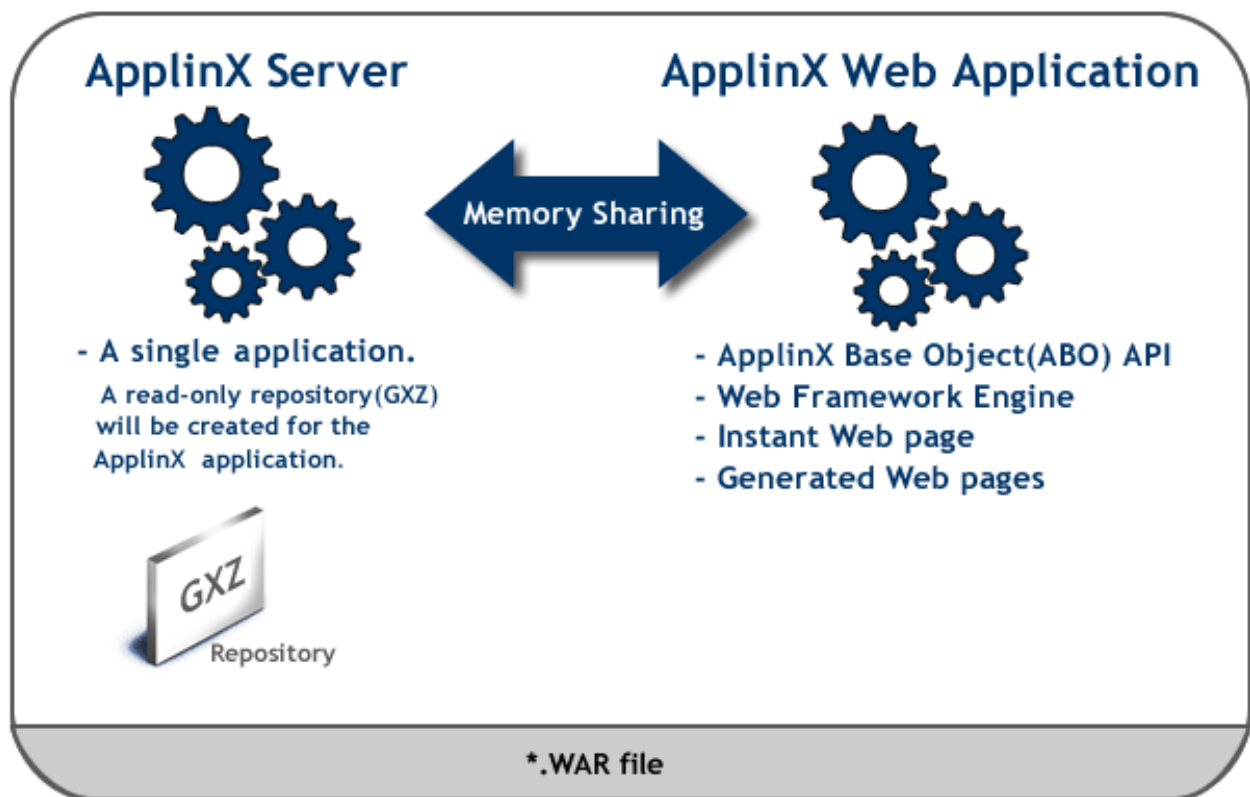 ApplinX Server
ApplinX Web Application
Memory Sharing
- A single application.
A read-only repository(GXZ)
will be created for the
ApplinX application.
- ApplinX Base Object(ABO) API
- Web Framework Engine
- Instant Web page
- Generated Web pages
GXZ
Repository
*.WAR file